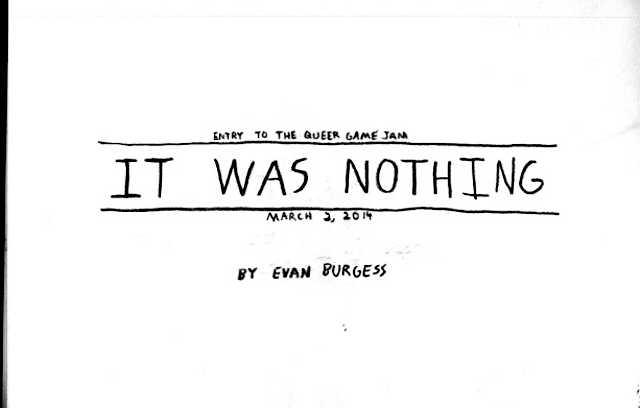 ENTRY TO THE QUEER GAME JAM
IT WAS NOTHING
MARCH 2, 2014
BY EVAN BURGESS